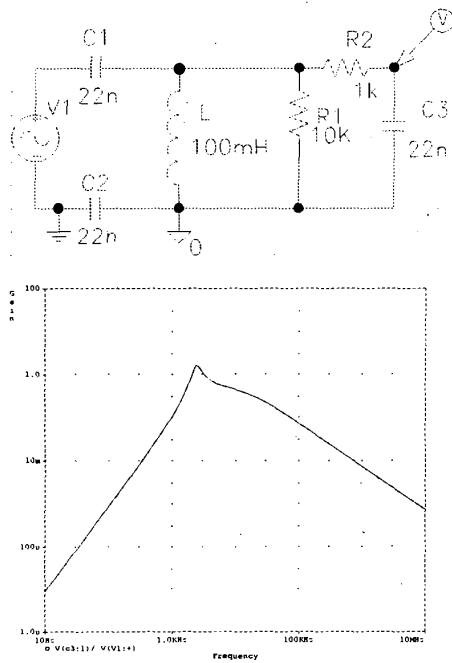 V
C1
R2
22n
V1
1k
C3
L
R1
100mH
10K
22n
C2
22n
0
Gain
100
1.0
10m
100u
1.0u
10Hz
1.0KHz
100KHz
10MHz
V(c3:1)/ V(V1:+)
Frequency